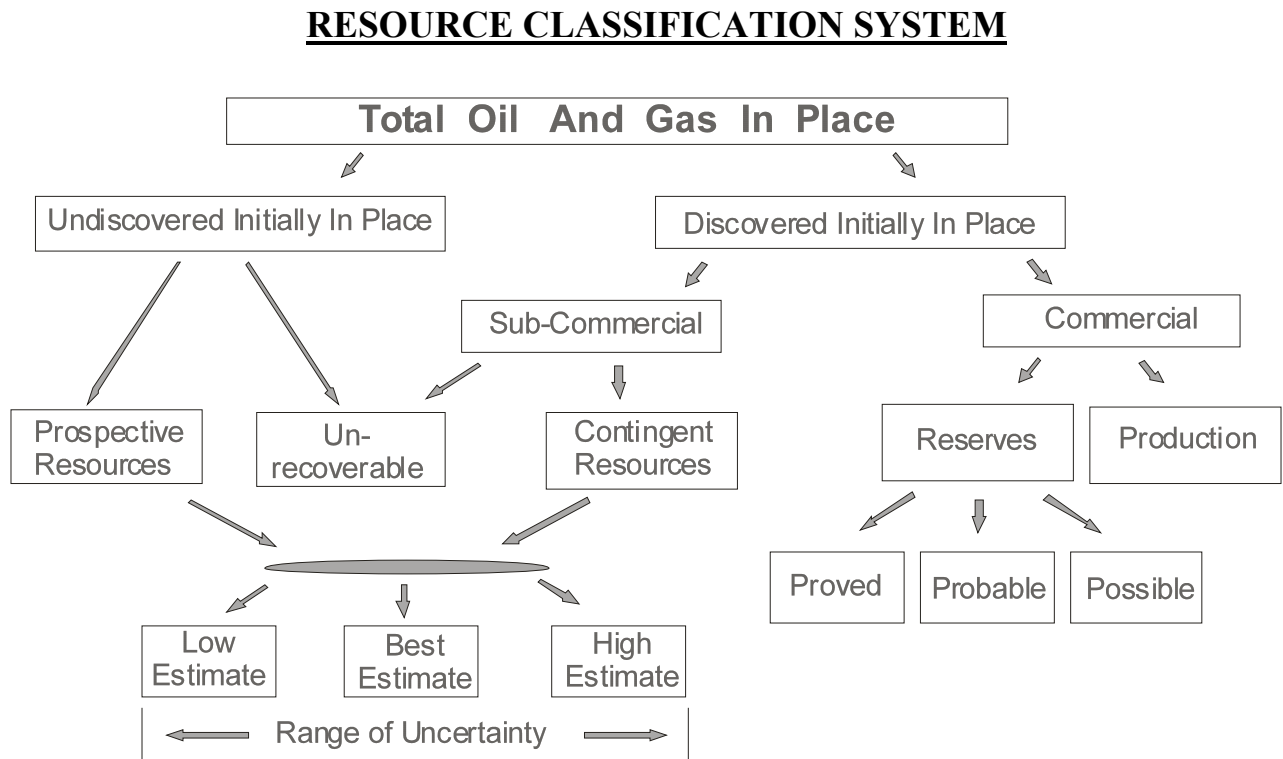 RESOURCE CLASSIFICATION SYSTEM
Total Oil And Gas In Place
Undiscovered Initially In Place
Discovered Initially In Place
Sub-Commercial
Commercial
Prospective
Resources
Un-
recoverable
Contingent
Resources
Reserves
Production
Proved
Probable
Possible
Low
Estimate
Best
Estimate
High
Estimate
Range of Uncertainty